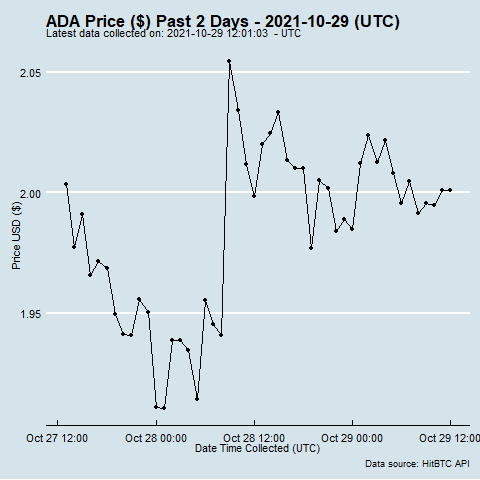 ADA Price ($) Past 2 Days - 2021-10-29 (UTC)
Latest data collected on: 2021-10-29 12:01:03 - UTC
2.05
2.00
1.95
Price USD ($)
Oct 27 12:00 Oct 28 00:00 Oct 28 12:00 Oct 29 00:00 Oct 29 12:00
Date Time Collected (UTC)
Data source: HitBTC API